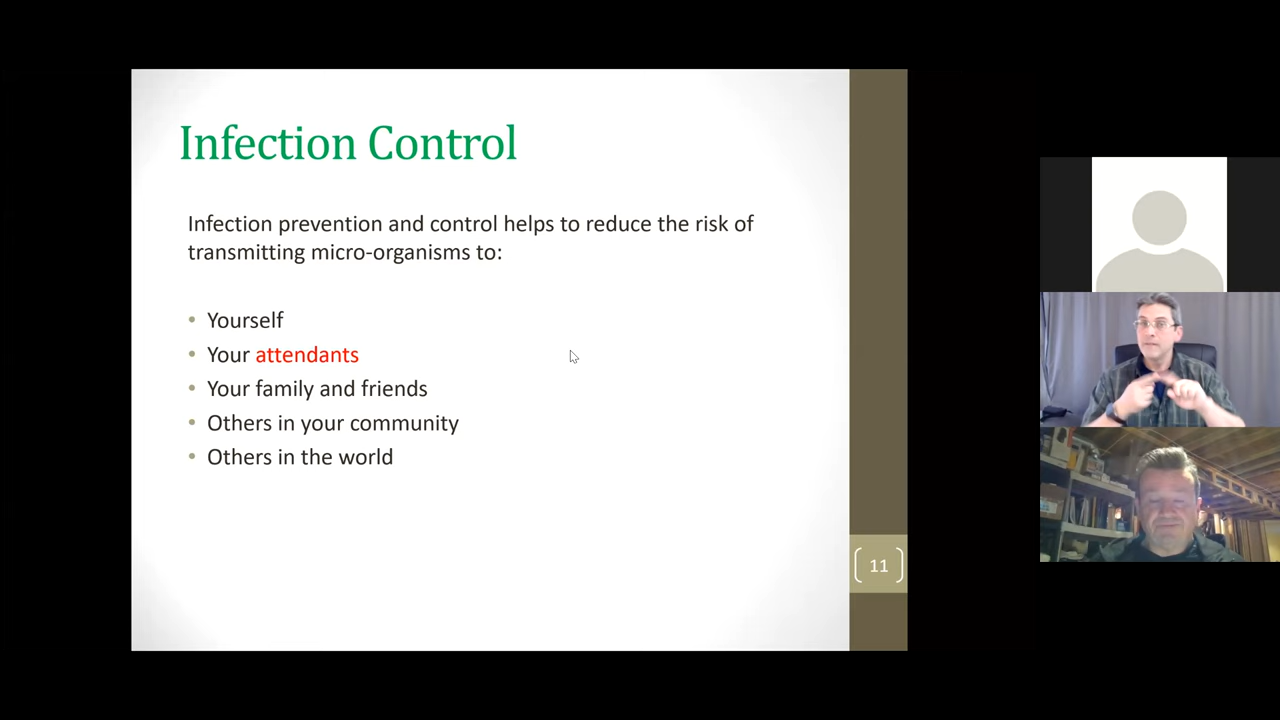 Infection Control
Infection prevention and control helps to reduce the risk of
transmitting micro-organisms to:
• Yourself
• Your attendants
• Your family and friends
• Others in your community
• Others in the world
11